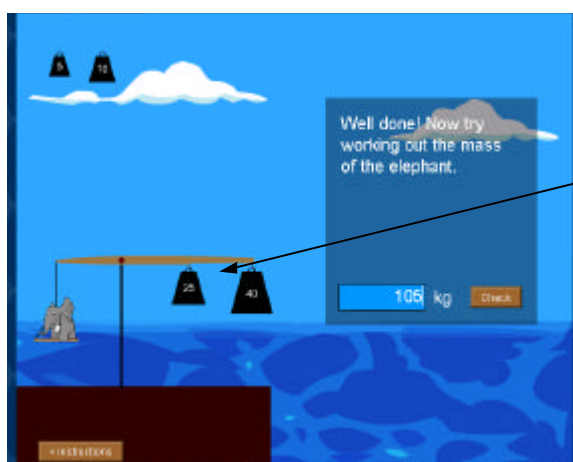 5 10
Well done! Now try
working out the mass
of the elephant.
25 40
105 kg Check
< instructions